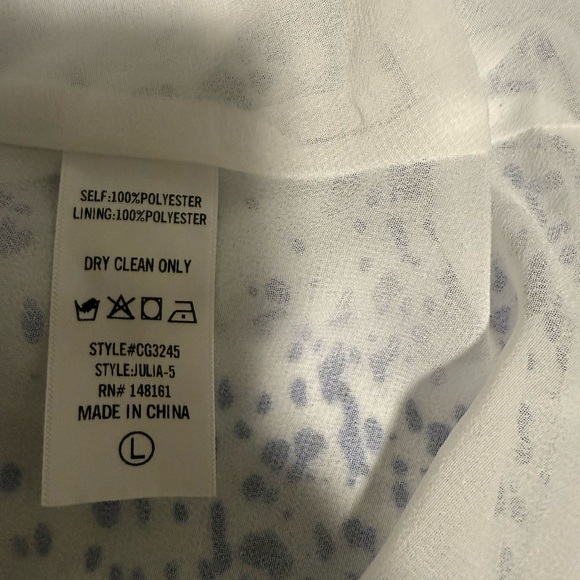 SELF:100%POLYESTER
LINING:100%POLYESTER
DRY CLEAN ONLY
STYLE#CG3245
STYLE:JULIA-5
RN# 148161
MADE IN CHINA
L